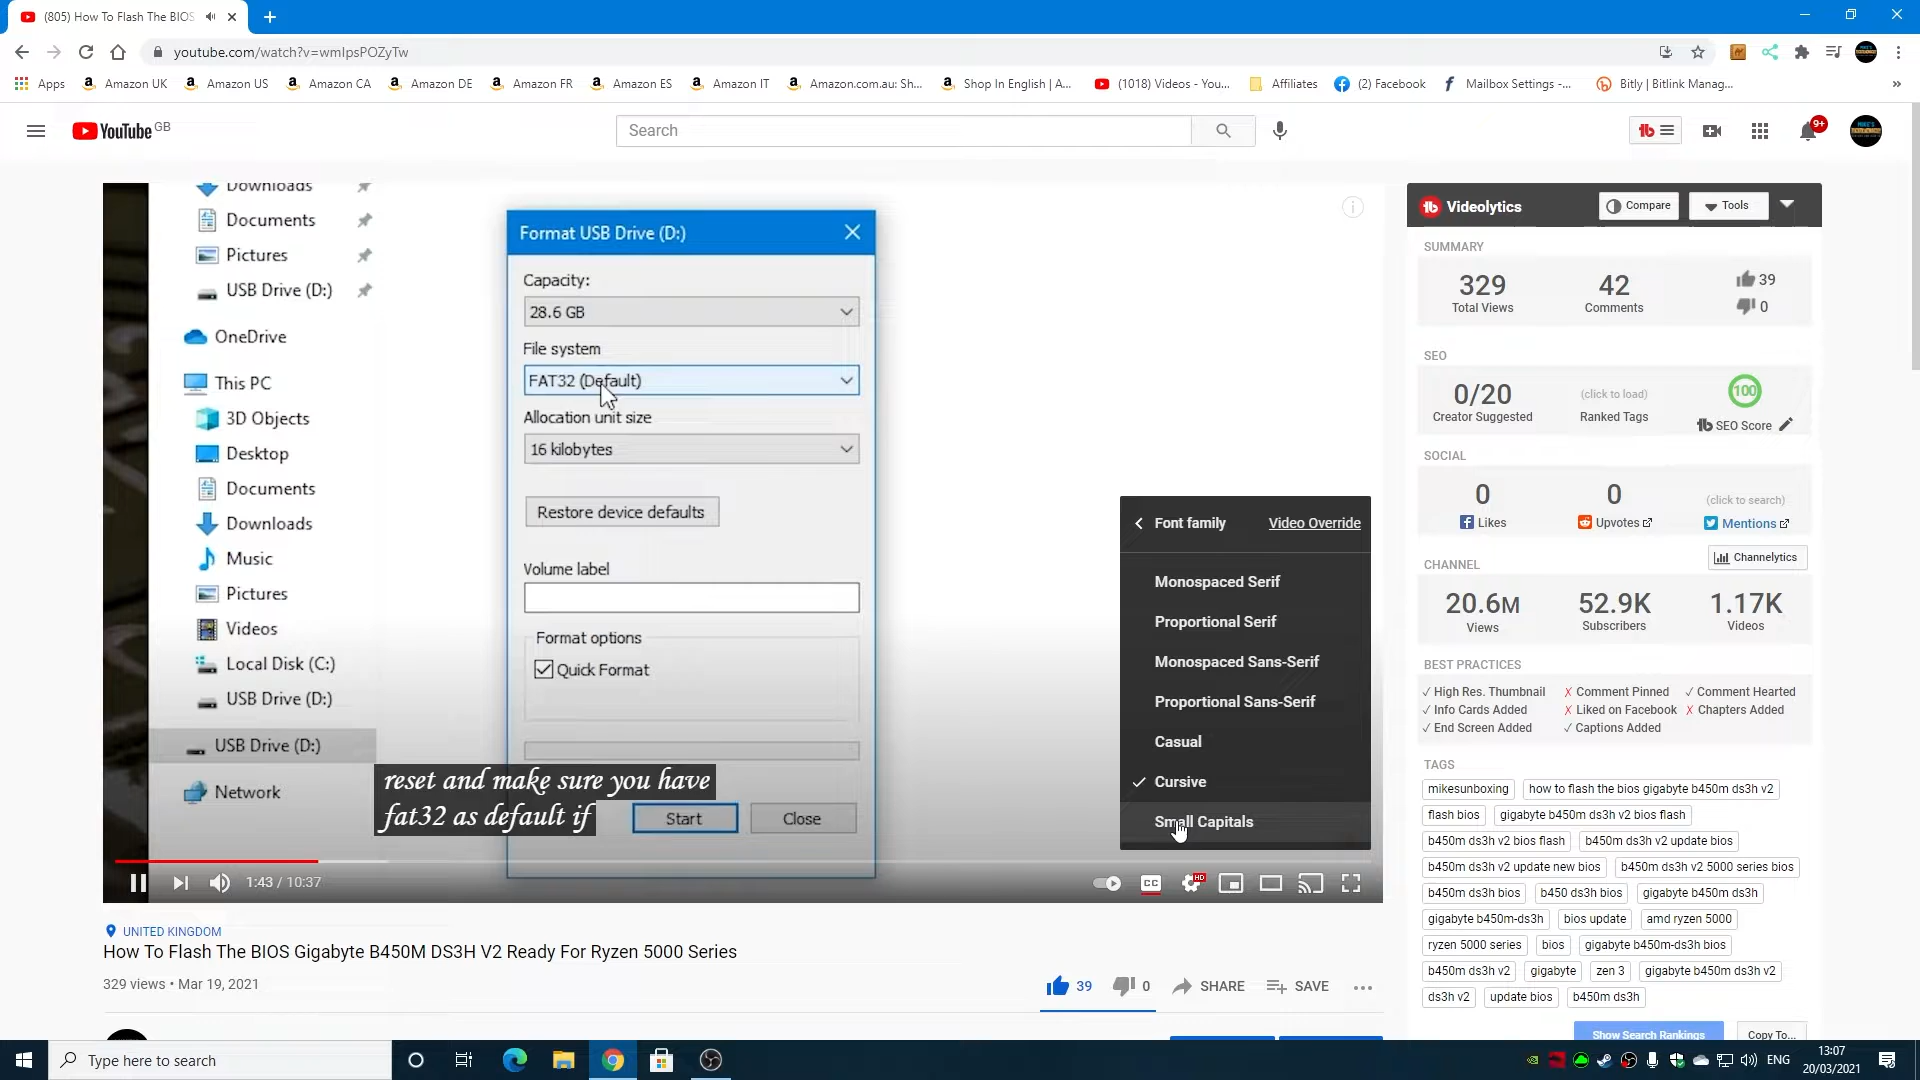 (805) How To Flash The BIOS
youtube.com/watch?v=wmIpsPOZyTw
Apps
Amazon UK
Amazon US
Amazon CA
Amazon DE
Amazon FR
Amazon ES
Amazon IT
Amazon.com.au: Sh...
Shop In English | A...
(1018) Videos - You...
Affiliates
(2) Facebook
Mailbox Settings -...
Bitly | Bitlink Manag...
»
YouTube GB
Search
9+
Downloads
Documents
Pictures
USB Drive (D:)
OneDrive
This PC
3D Objects
Desktop
Documents
Downloads
Music
Pictures
Videos
Local Disk (C:)
USB Drive (D:)
USB Drive (D:)
Network
Format USB Drive (D:)
Capacity:
28.6 GB
File system
FAT32 (Default)
Allocation unit size
16 kilobytes
Restore device defaults
Volume label
Format options
Quick Format
Start
Close
reset and make sure you have
fat32 as default if
Font family
Video Override
Monospaced Serif
Proportional Serif
Monospaced Sans-Serif
Proportional Sans-Serif
Casual
Cursive
Small Capitals
1:43 / 10:37
CC
HD
UNITED KINGDOM
How To Flash The BIOS Gigabyte B450M DS3H V2 Ready For Ryzen 5000 Series
329 views • Mar 19, 2021
39
0
SHARE
SAVE
Videolytics
Compare
Tools
SUMMARY
329
Total Views
42
Comments
39
0
SEO
0/20
Creator Suggested
(click to load)
Ranked Tags
100
SEO Score
SOCIAL
0
Likes
0
Upvotes
(click to search)
Mentions
CHANNEL
Channelytics
20.6M
Views
52.9K
Subscribers
1.17K
Videos
BEST PRACTICES
✓ High Res. Thumbnail
✗ Comment Pinned
✓ Comment Hearted
✓ Info Cards Added
✗ Liked on Facebook
✗ Chapters Added
✓ End Screen Added
✓ Captions Added
TAGS
mikesunboxing
how to flash the bios gigabyte b450m ds3h v2
flash bios
gigabyte b450m ds3h v2 bios flash
b450m ds3h v2 bios flash
b450m ds3h v2 update bios
b450m ds3h v2 update new bios
b450m ds3h v2 5000 series bios
b450m ds3h bios
b450 ds3h bios
gigabyte b450m ds3h
gigabyte b450m-ds3h
bios update
amd ryzen 5000
ryzen 5000 series
bios
gigabyte b450m-ds3h bios
b450m ds3h v2
gigabyte
zen 3
gigabyte b450m ds3h v2
ds3h v2
update bios
b450m ds3h
Show Search Rankings
Copy To...
Type here to search
ENG
13:07
20/03/2021